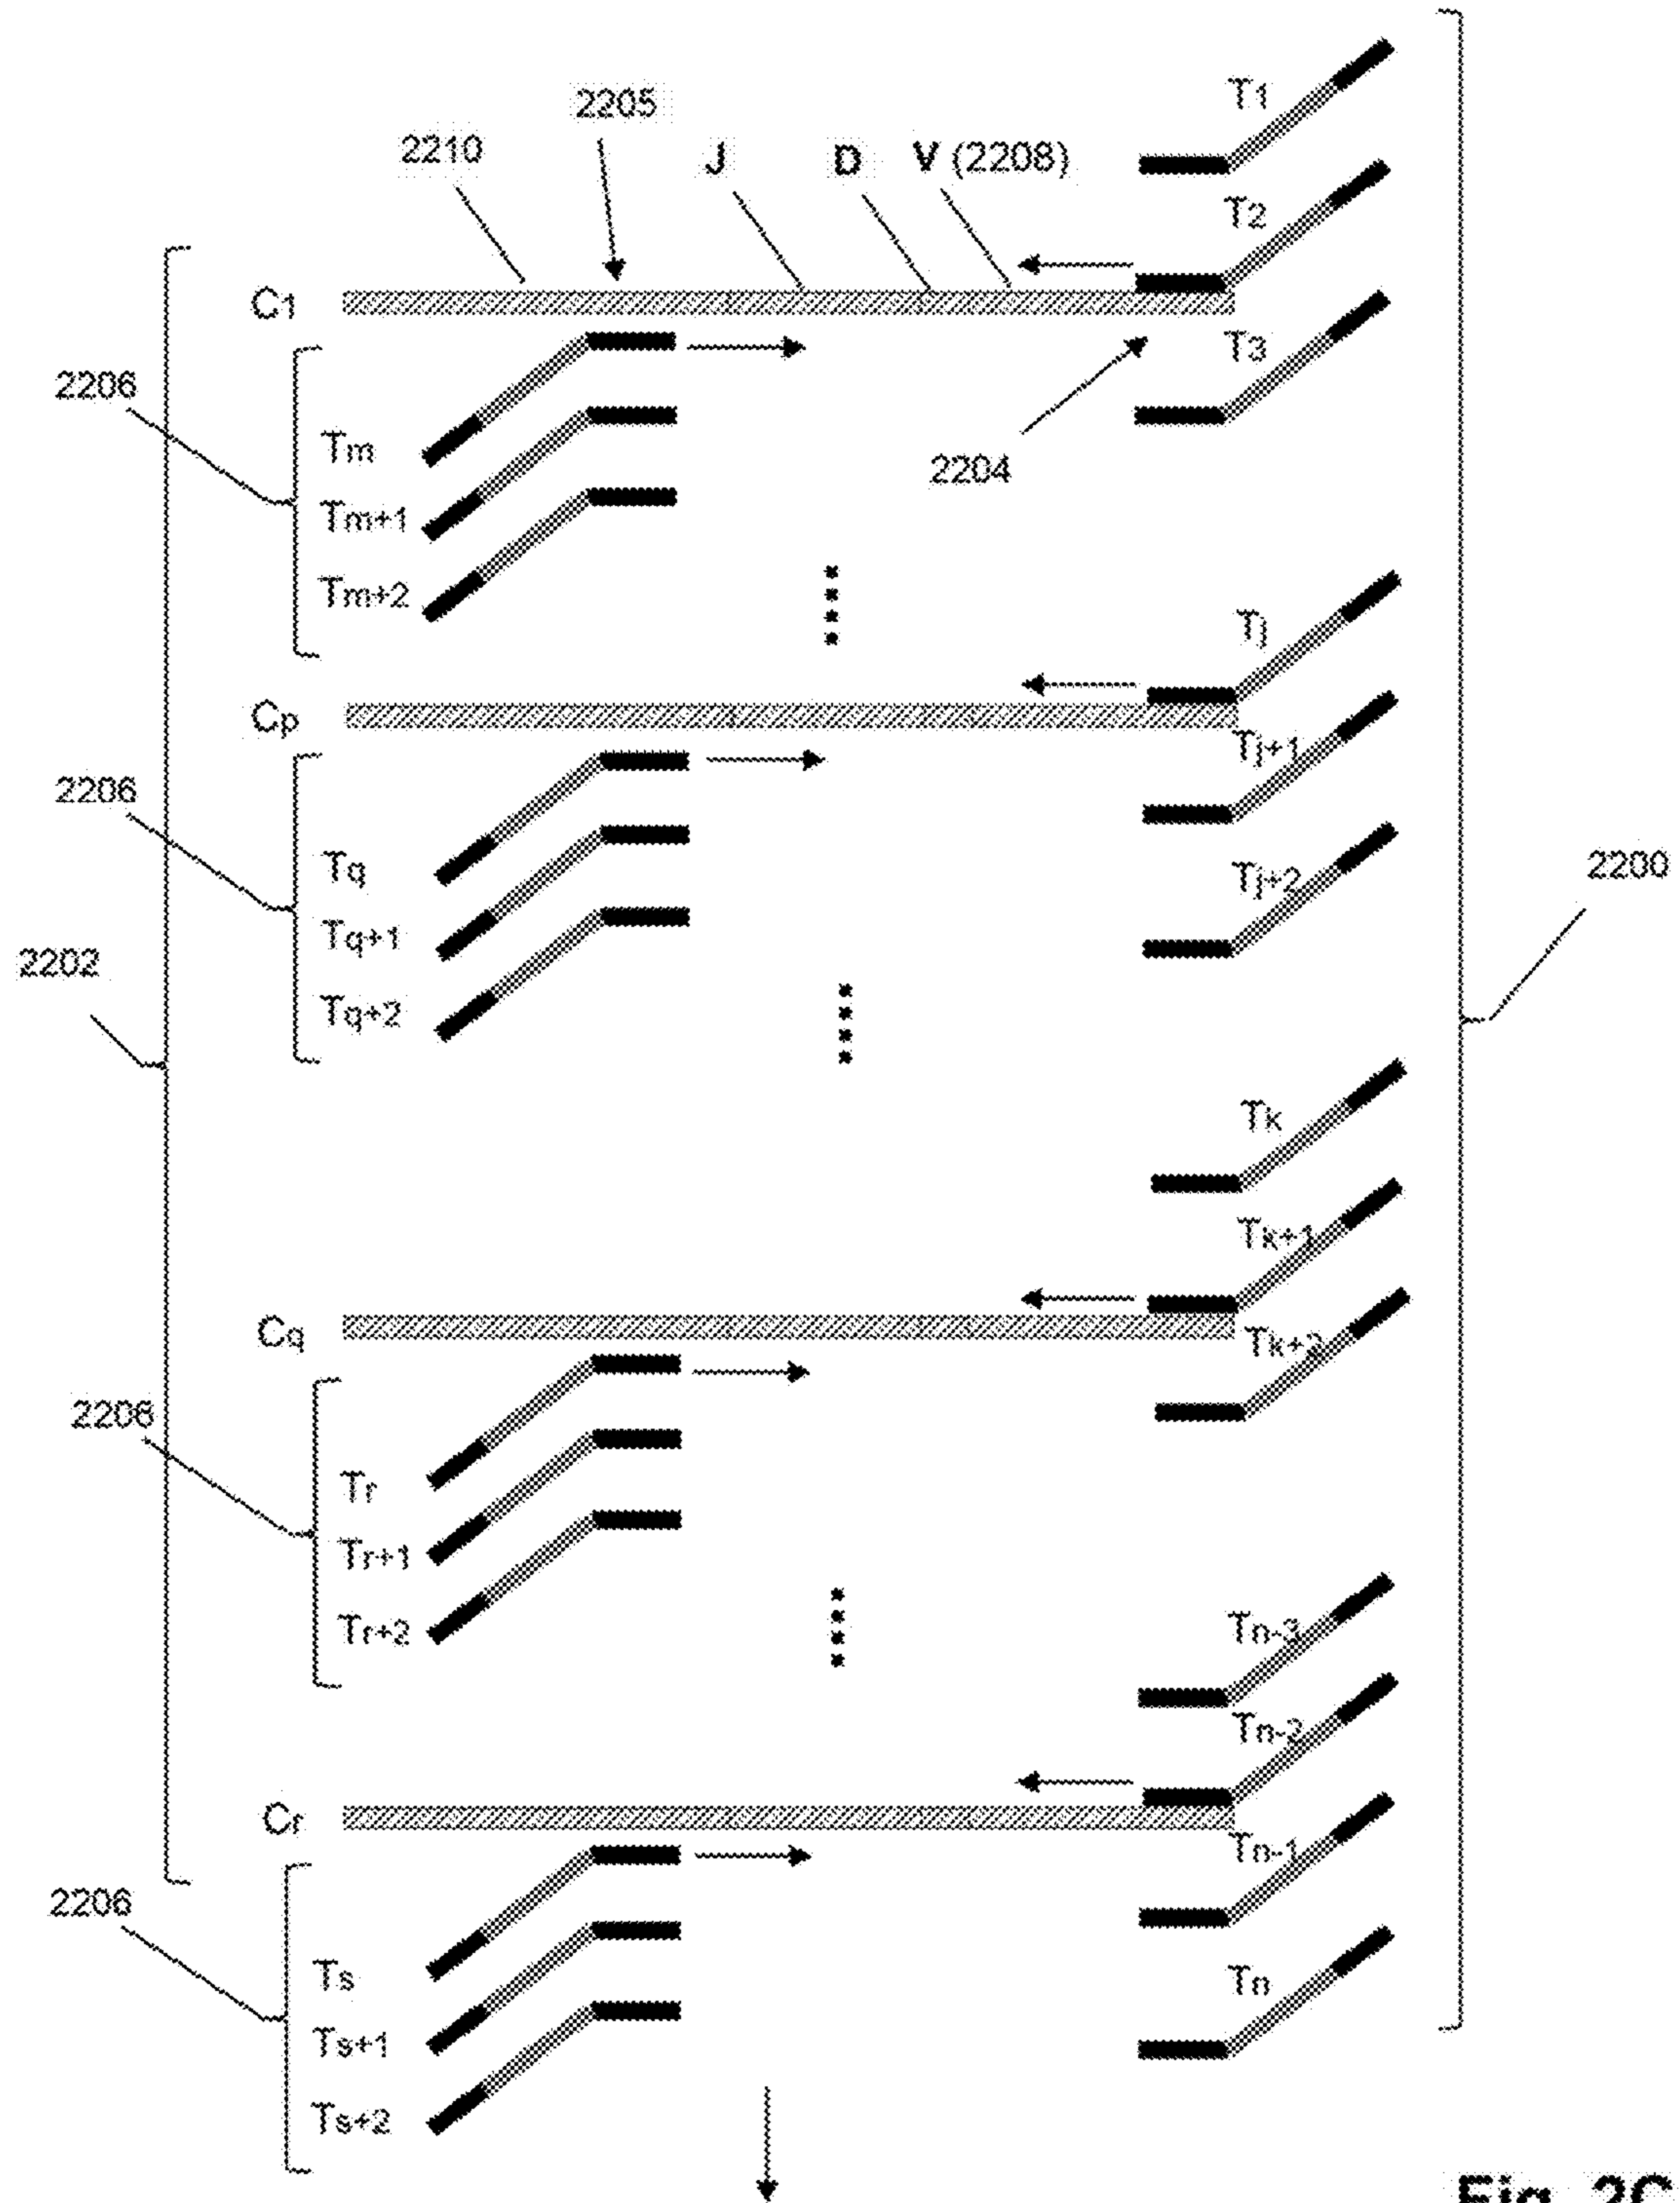 T1
2205
2210 J D V (2208)
T2
C1
T3
2206
Tm
2204
Tm+1
Tm+2
Tj
Cp
Tj+1
2206
Tq
Tj+2
2200
Tq+1
2202
Tq+2
Tk
Tk+1
Cq
Tk+2
2206
Tr
Tr+1
Tr+2
Tn-3
Tn-2
Cr
Tn-1
2206
Ts
Tn
Ts+1
Ts+2
Fig. 2C